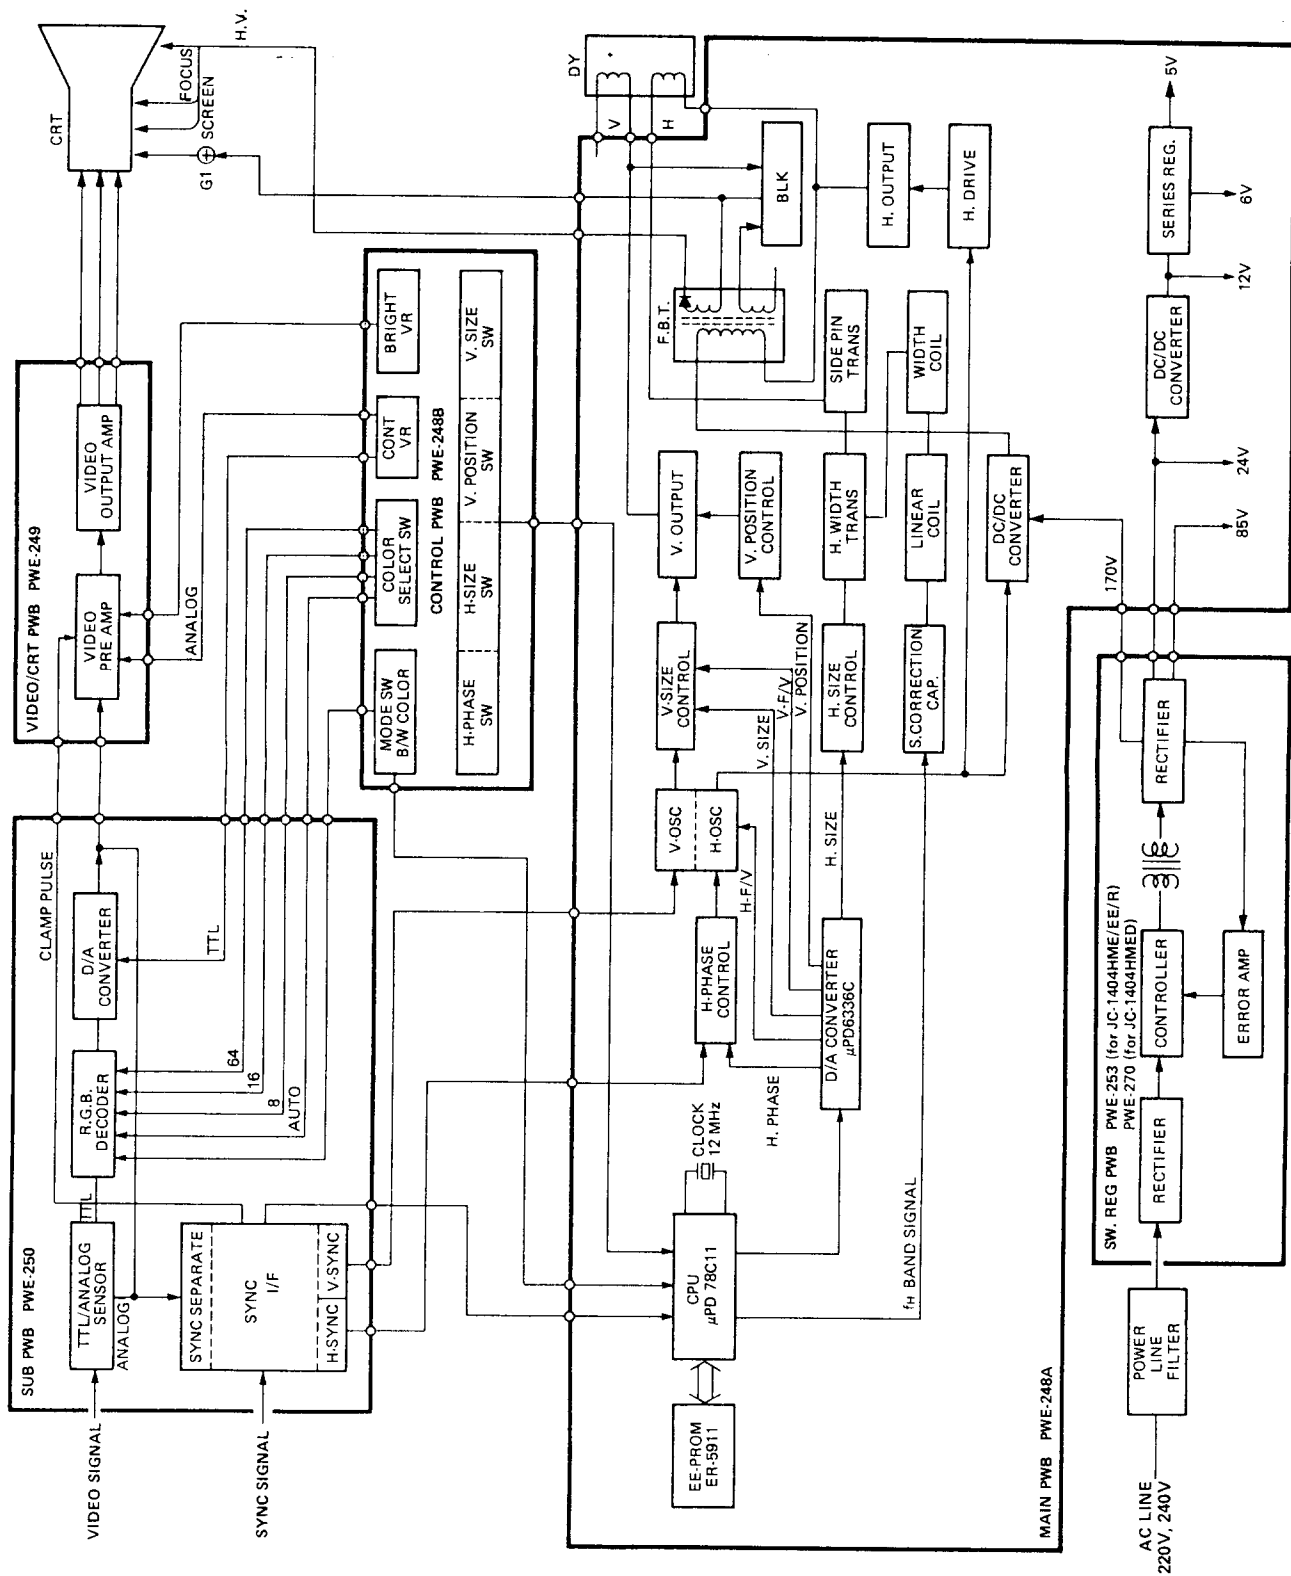 VIDEO SIGNAL
SYNC SIGNAL
SUB PWB PWE-250
TTL/ANALOG
SENSOR
TTL
ANALOG
R.G.B.
DECODER
D/A
CONVERTER
CLAMP PULSE
TTL
64
16
8
AUTO
SYNC SEPARATE
SYNC
I/F
H-SYNC
V-SYNC
VIDEO/CRT PWB PWE-249
VIDEO
PRE AMP
VIDEO
OUTPUT AMP
ANALOG
CRT
FOCUS
SCREEN
G1
H.V.
MODE SW
B/W COLOR
COLOR
SELECT SW
CONT
VR
BRIGHT
VR
CONTROL PWB PWE-248B
H-PHASE
SW
H-SIZE
SW
V. POSITION
SW
V. SIZE
SW
MAIN PWB PWE-248A
EE-PROM
ER-5911
CPU
µPD 78C11
CLOCK
12 MHz
H. PHASE
fH BAND SIGNAL
H-PHASE
CONTROL
D/A CONVERTER
µPD6336C
V-OSC
H-OSC
H-F/V
H. SIZE
V. SIZE
V-F/V
V. POSITION
V-SIZE
CONTROL
H. SIZE
CONTROL
S.CORRECTION
CAP.
V. OUTPUT
V. POSITION
CONTROL
H. WIDTH
TRANS
LINEAR
COIL
DC/DC
CONVERTER
SIDE PIN
TRANS
WIDTH
COIL
F.B.T.
BLK
H. OUTPUT
H. DRIVE
DY
V
H
AC LINE
220V, 240V
POWER
LINE
FILTER
SW. REG PWB PWE-253 (for JC-1404HME/EE/R)
PWE-270 (for JC-1404HMED)
RECTIFIER
CONTROLLER
ERROR AMP
RECTIFIER
170V
85V
24V
DC/DC
CONVERTER
12V
SERIES REG.
6V
5V